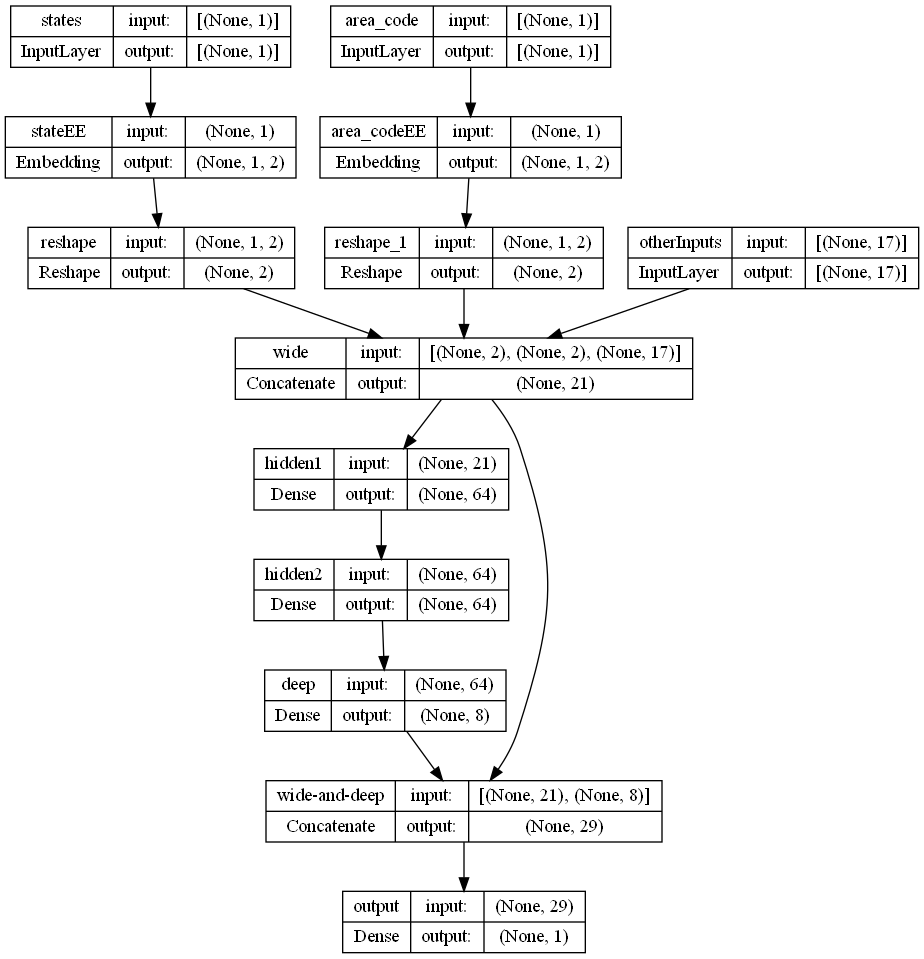 states input: [(None, 1)]
InputLayer output: [(None, 1)]
area_code input: [(None, 1)]
InputLayer output: [(None, 1)]
stateEE input: (None, 1)
Embedding output: (None, 1, 2)
area_codeEE input: (None, 1)
Embedding output: (None, 1, 2)
reshape input: (None, 1, 2)
Reshape output: (None, 2)
reshape_1 input: (None, 1, 2)
Reshape output: (None, 2)
otherInputs input: [(None, 17)]
InputLayer output: [(None, 17)]
wide input: [(None, 2), (None, 2), (None, 17)]
Concatenate output: (None, 21)
hidden1 input: (None, 21)
Dense output: (None, 64)
hidden2 input: (None, 64)
Dense output: (None, 64)
deep input: (None, 64)
Dense output: (None, 8)
wide-and-deep input: [(None, 21), (None, 8)]
Concatenate output: (None, 29)
output input: (None, 29)
Dense output: (None, 1)